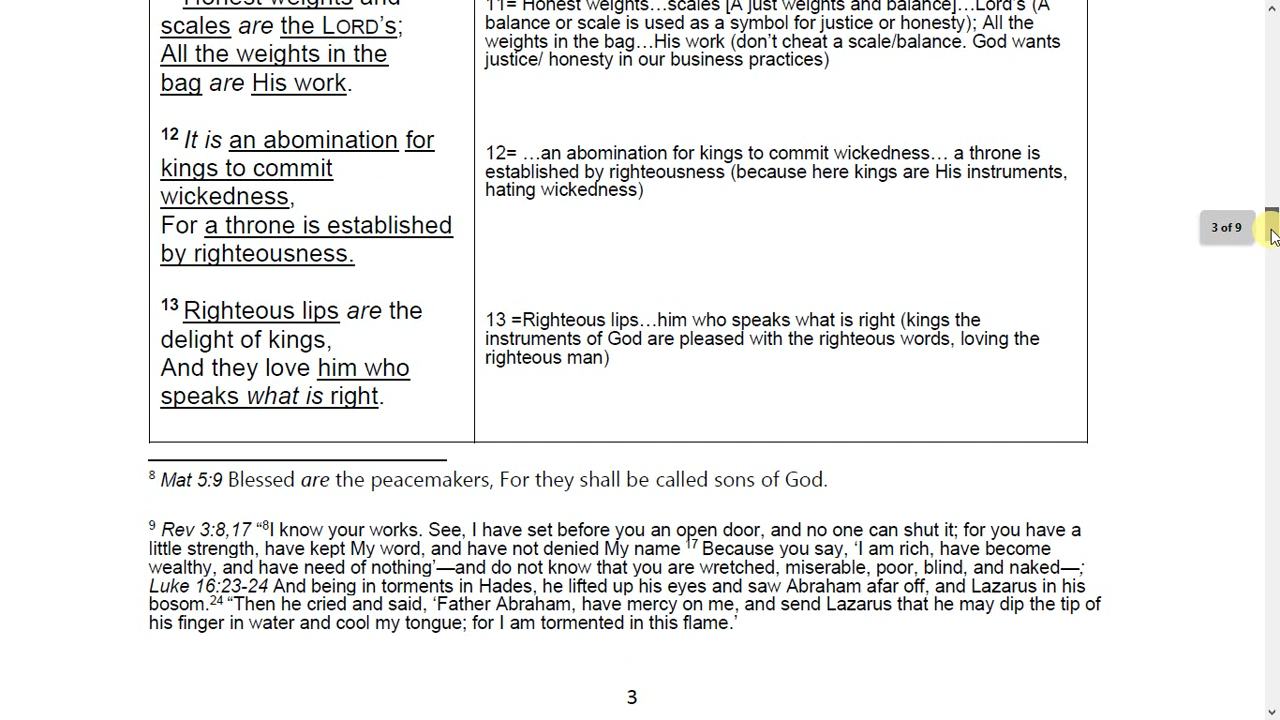 Honest weights and
scales are the LORD’s;
All the weights in the
bag are His work.
12 It is an abomination for
kings to commit
wickedness,
For a throne is established
by righteousness.
13 Righteous lips are the
delight of kings,
And they love him who
speaks what is right.
11= Honest weights…scales [A just weights and balance]…Lord’s (A
balance or scale is used as a symbol for justice or honesty); All the
weights in the bag…His work (don’t cheat a scale/balance. God wants
justice/ honesty in our business practices)
12= …an abomination for kings to commit wickedness… a throne is
established by righteousness (because here kings are His instruments,
hating wickedness)
13 =Righteous lips…him who speaks what is right (kings the
instruments of God are pleased with the righteous words, loving the
righteous man)
3 of 9
8 Mat 5:9 Blessed are the peacemakers, For they shall be called sons of God.
9 Rev 3:8,17 “8I know your works. See, I have set before you an open door, and no one can shut it; for you have a
little strength, have kept My word, and have not denied My name 17 Because you say, ‘I am rich, have become
wealthy, and have need of nothing’—and do not know that you are wretched, miserable, poor, blind, and naked—;
Luke 16:23-24 And being in torments in Hades, he lifted up his eyes and saw Abraham afar off, and Lazarus in his
bosom.24 “Then he cried and said, ‘Father Abraham, have mercy on me, and send Lazarus that he may dip the tip of
his finger in water and cool my tongue; for I am tormented in this flame.’
3